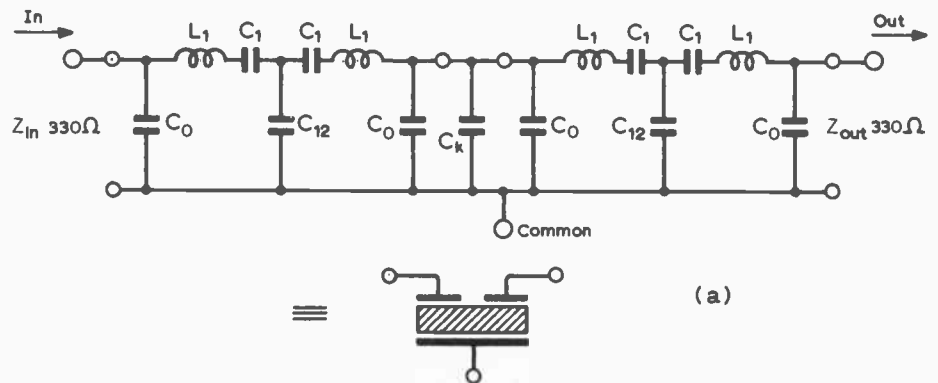 In
Out
L1 C1 C1 L1 L1 C1 C1 L1
Zin 330Ω C0 C12 C0 Ck C0 C12 C0 Zout 330Ω
Common
≡ (a)